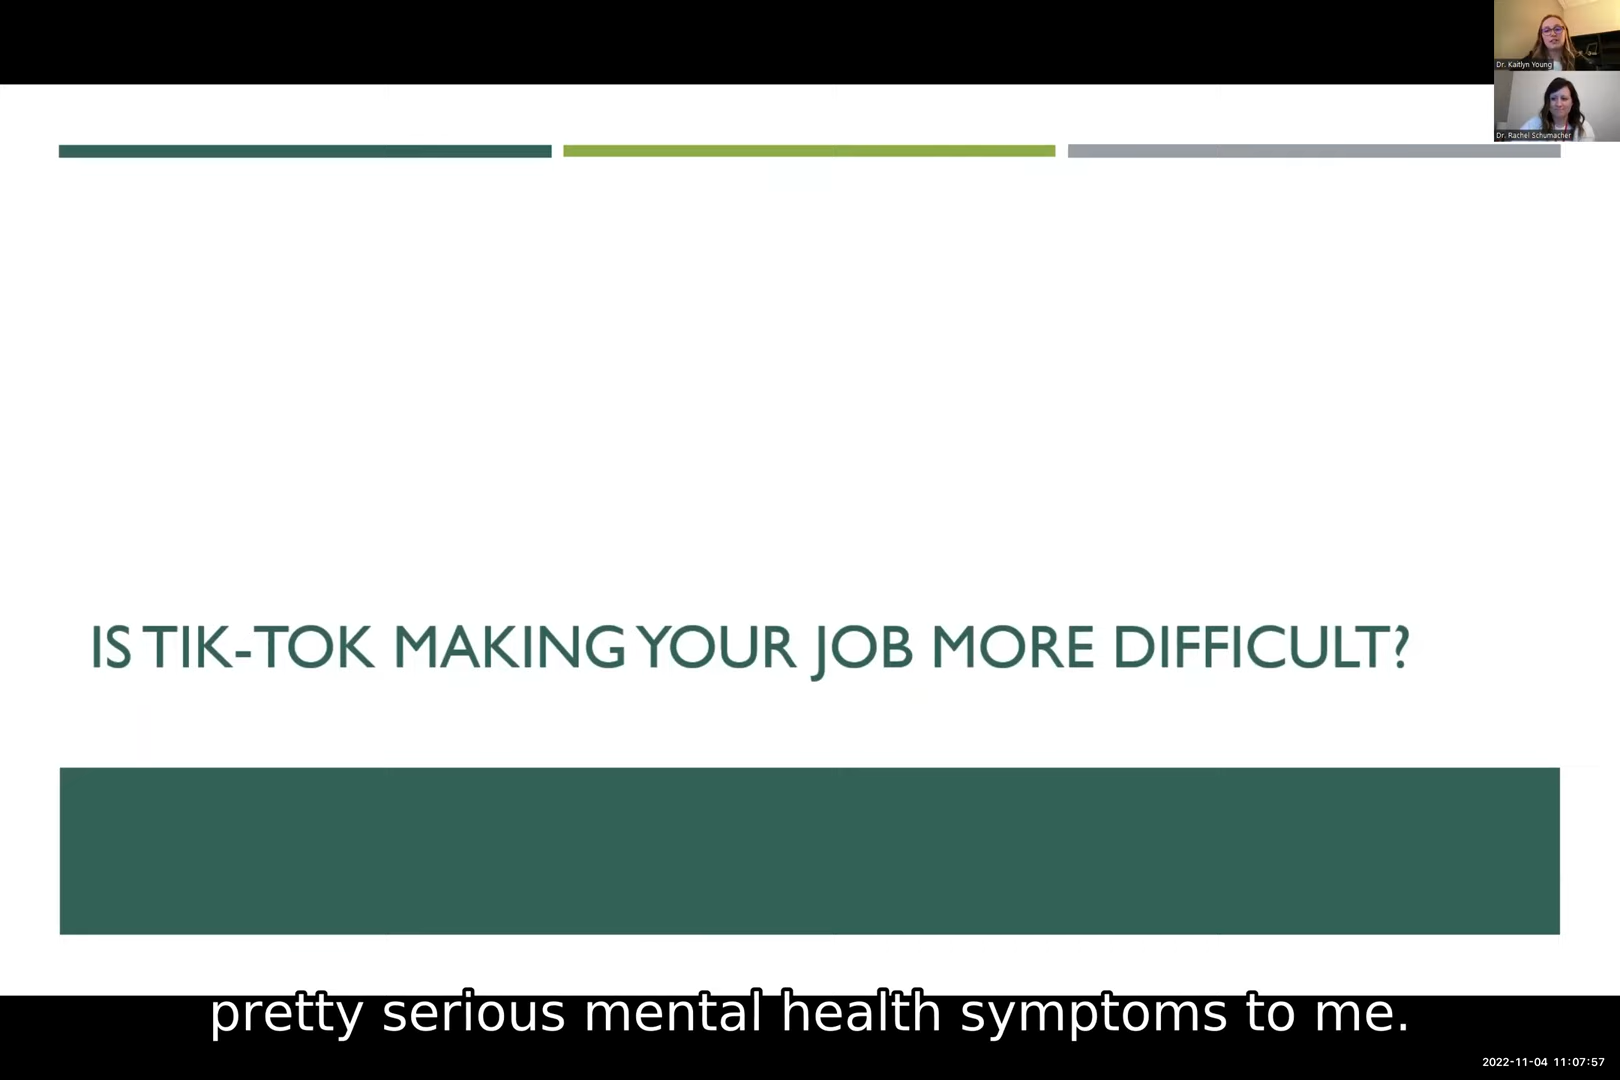 Dr. Kaitlyn Young
Dr. Rachel Schumacher
IS TIK-TOK MAKING YOUR JOB MORE DIFFICULT?
pretty serious mental health symptoms to me.
2022-11-04 11:07:57